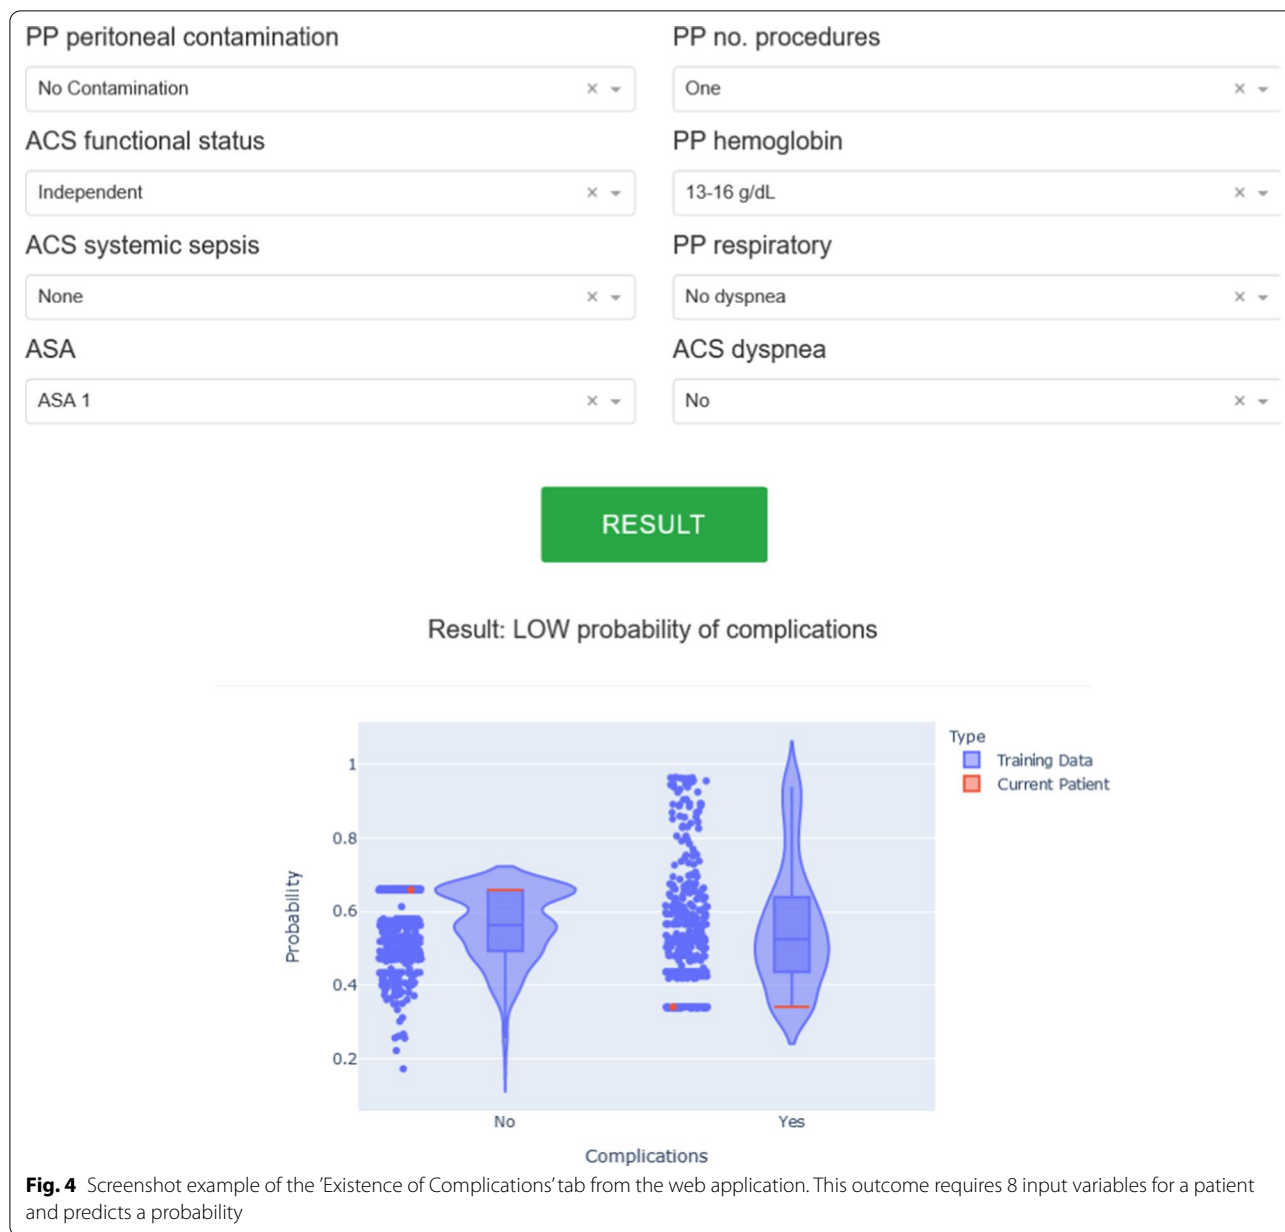 PP peritoneal contamination
PP no. procedures
No Contamination
One
ACS functional status
PP hemoglobin
Independent
13-16 g/dL
ACS systemic sepsis
PP respiratory
None
No dyspnea
ASA
ACS dyspnea
ASA 1
No
RESULT
Result: LOW probability of complications
Type
Training Data
Current Patient
1
0.8
0.6
0.4
0.2
Probability
No
Yes
Complications
Fig. 4 Screenshot example of the 'Existence of Complications' tab from the web application. This outcome requires 8 input variables for a patient
and predicts a probability